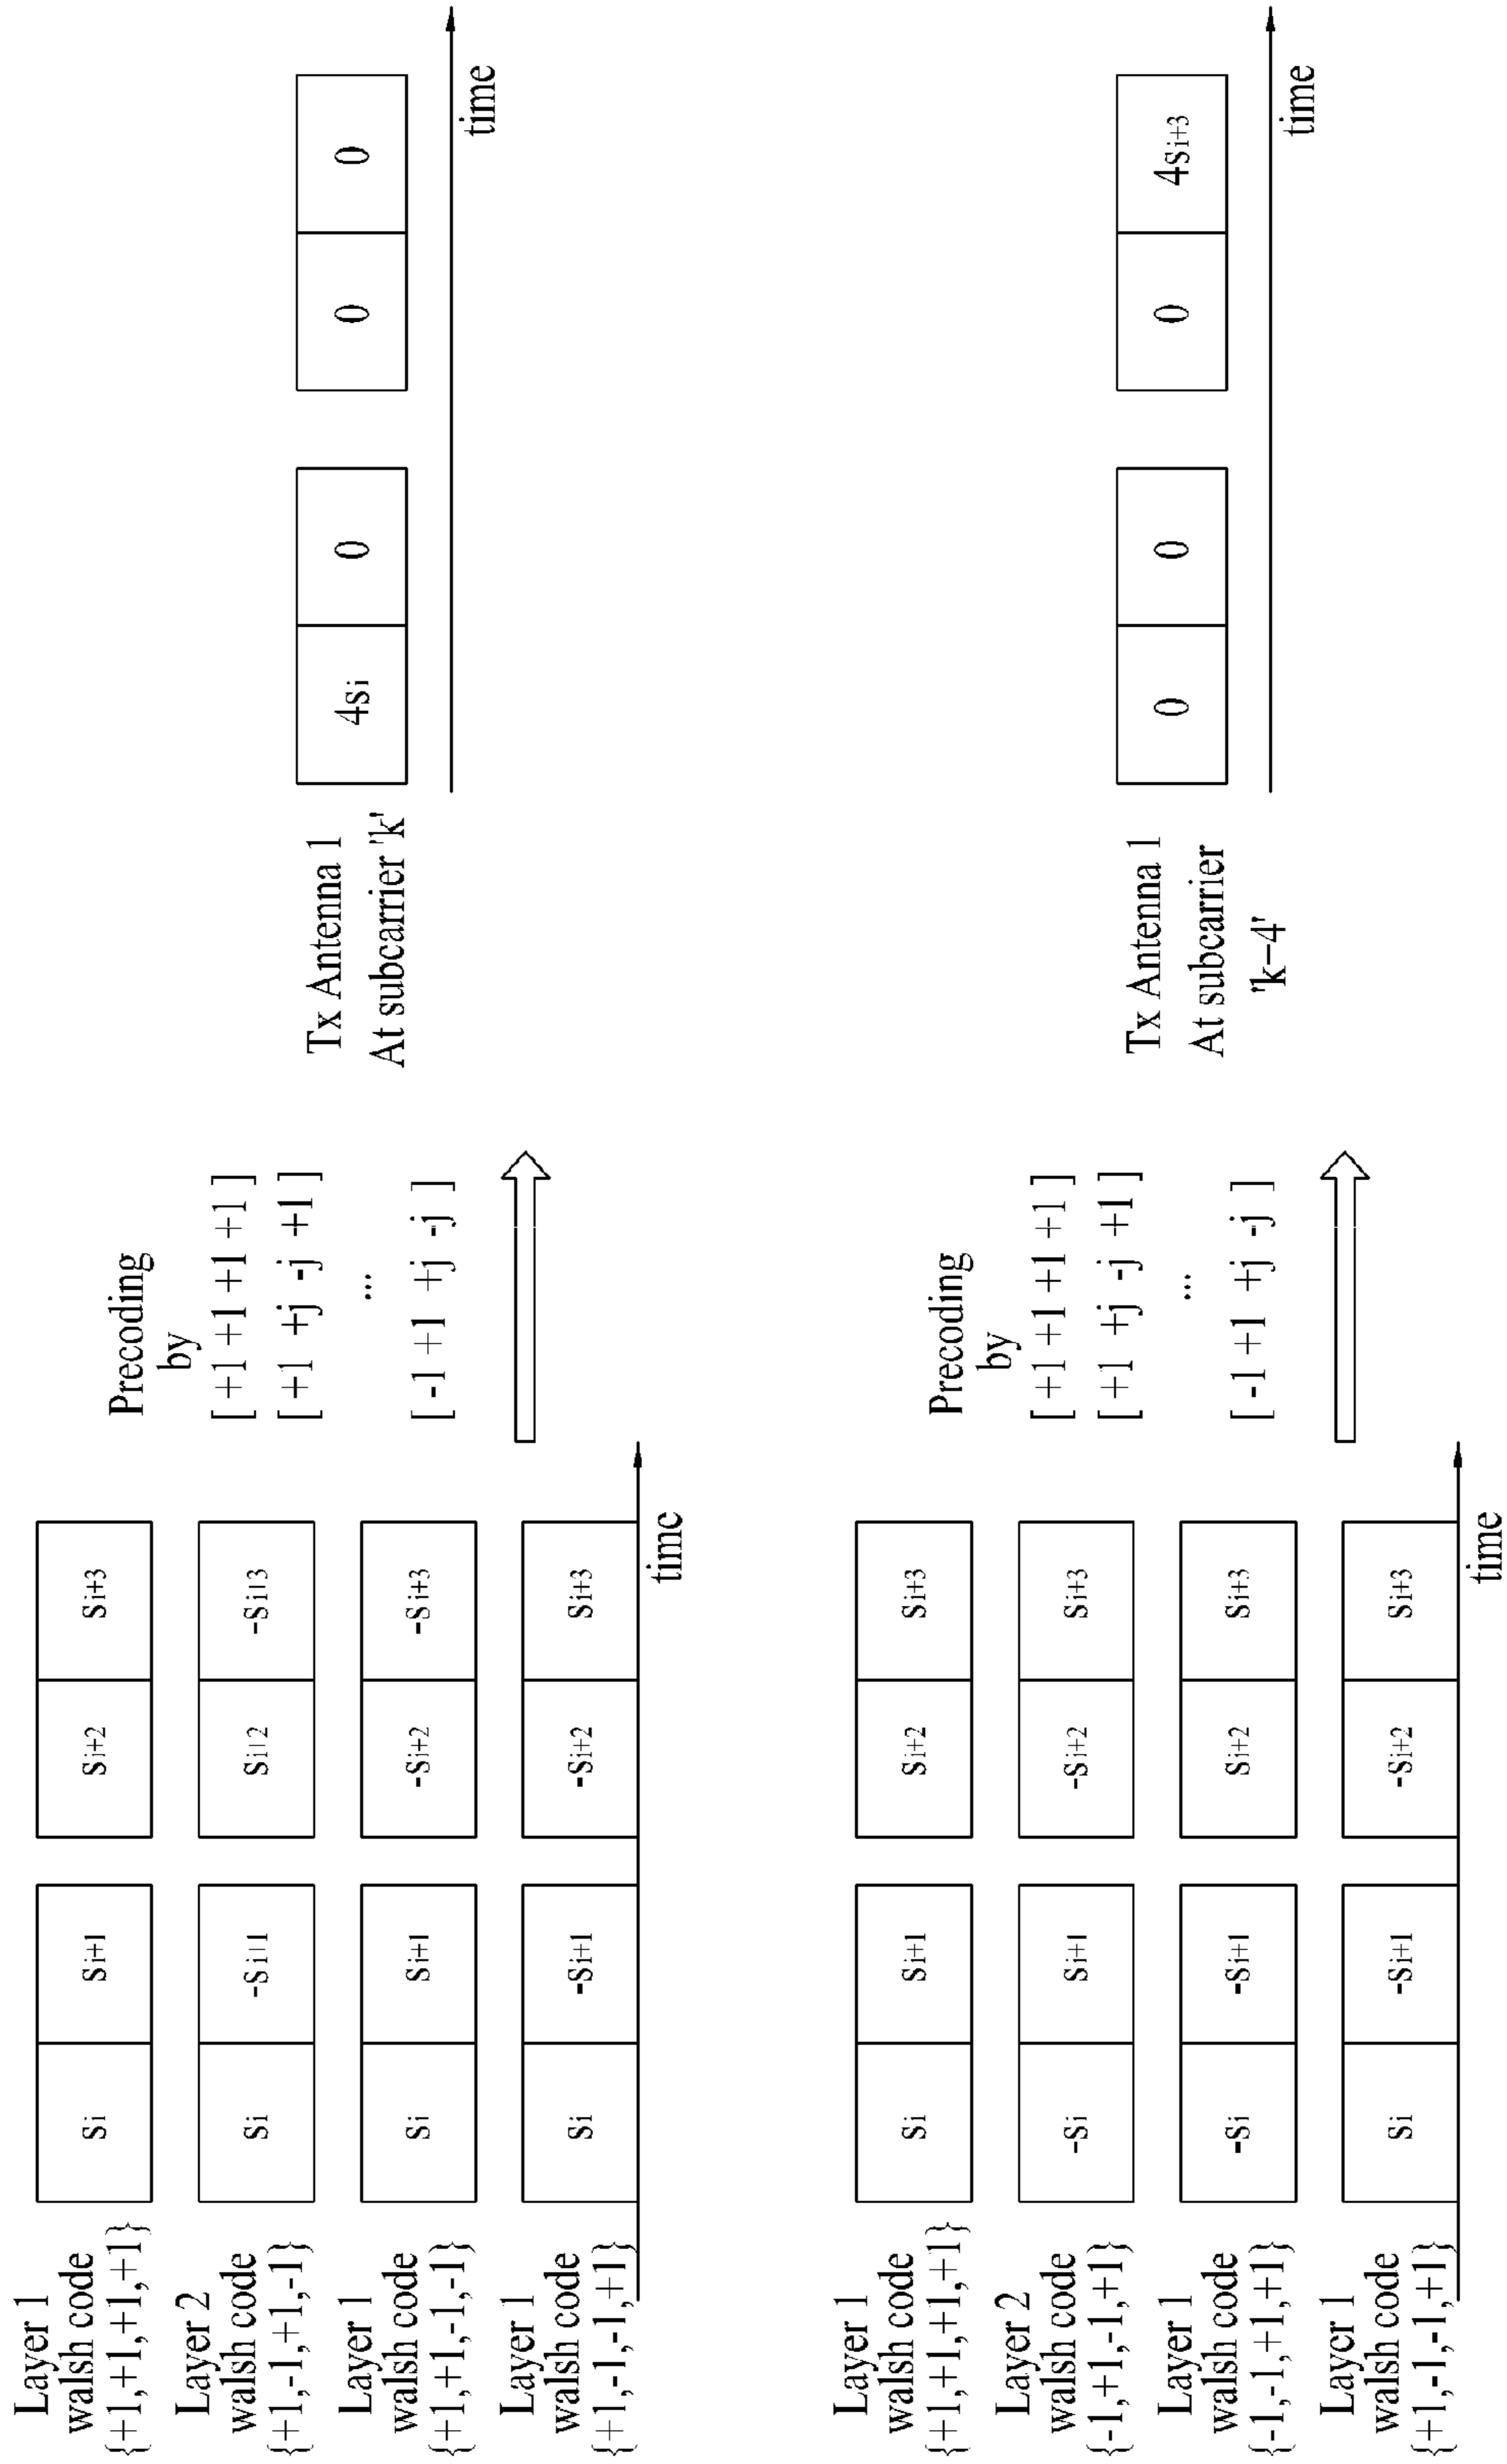 Layer 1
walsh code
{+1,+1,+1,+1}
si
si+1
si+2
si+3
Layer 2
walsh code
{+1,-1,+1,-1}
si
-si+1
si+2
-si+3
Layer 1
walsh code
{+1,+1,-1,-1}
si
si+1
-si+2
-si+3
Layer 1
walsh code
{+1,-1,-1,+1}
si
-si+1
-si+2
si+3
time
Precoding
by
[ +1 +1 +1 +1 ]
[ +1 +j -j +1 ]
...
[ -1 +1 +j -j ]
Tx Antenna 1
At subcarrier 'k'
4si
0
0
0
time
Layer 1
walsh code
{+1,+1,+1,+1}
si
si+1
si+2
si+3
Layer 2
walsh code
{-1,+1,-1,+1}
-si
si+1
-si+2
si+3
Layer 1
walsh code
{-1,-1,+1,+1}
-si
-si+1
si+2
si+3
Layer 1
walsh code
{+1,-1,-1,+1}
si
-si+1
-si+2
si+3
time
Precoding
by
[ +1 +1 +1 +1 ]
[ +1 +j -j +1 ]
...
[ -1 +1 +j -j ]
Tx Antenna 1
At subcarrier
'k–4'
0
0
0
4si+3
time